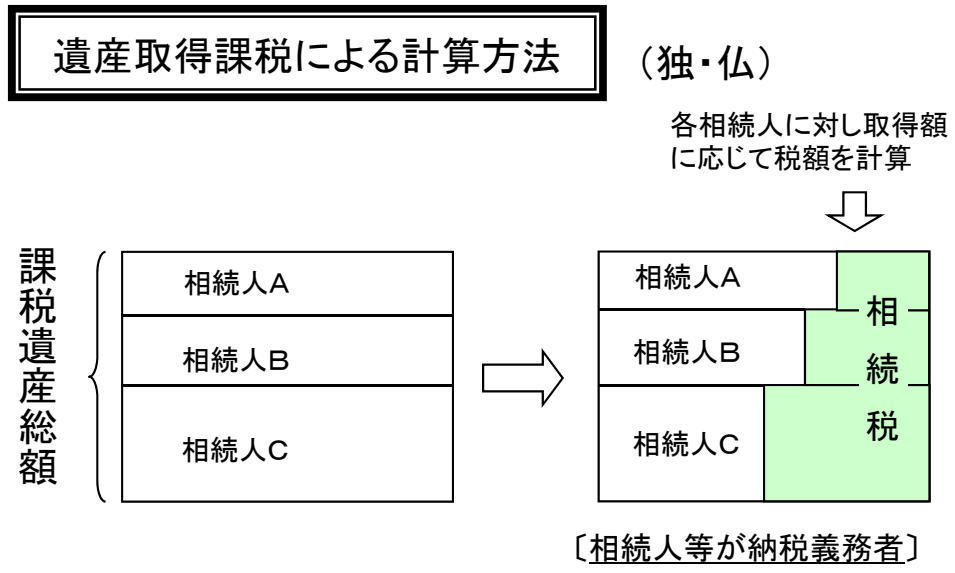 遺産取得課税による計算方法
（独・仏）
各相続人に対し取得額
に応じて税額を計算
課税遺産総額
相続人A
相続人B
相続人C
相続人A
相続人B
相続人C
相続税
〔相続人等が納税義務者〕